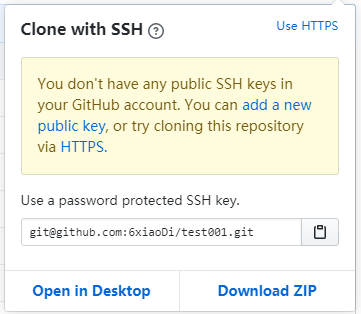 Clone with SSH ?
Use HTTPS
You don't have any public SSH keys in
your GitHub account. You can add a new
public key, or try cloning this repository
via HTTPS.
Use a password protected SSH key.
git@github.com:6xiaoDi/test001.git
Open in Desktop
Download ZIP